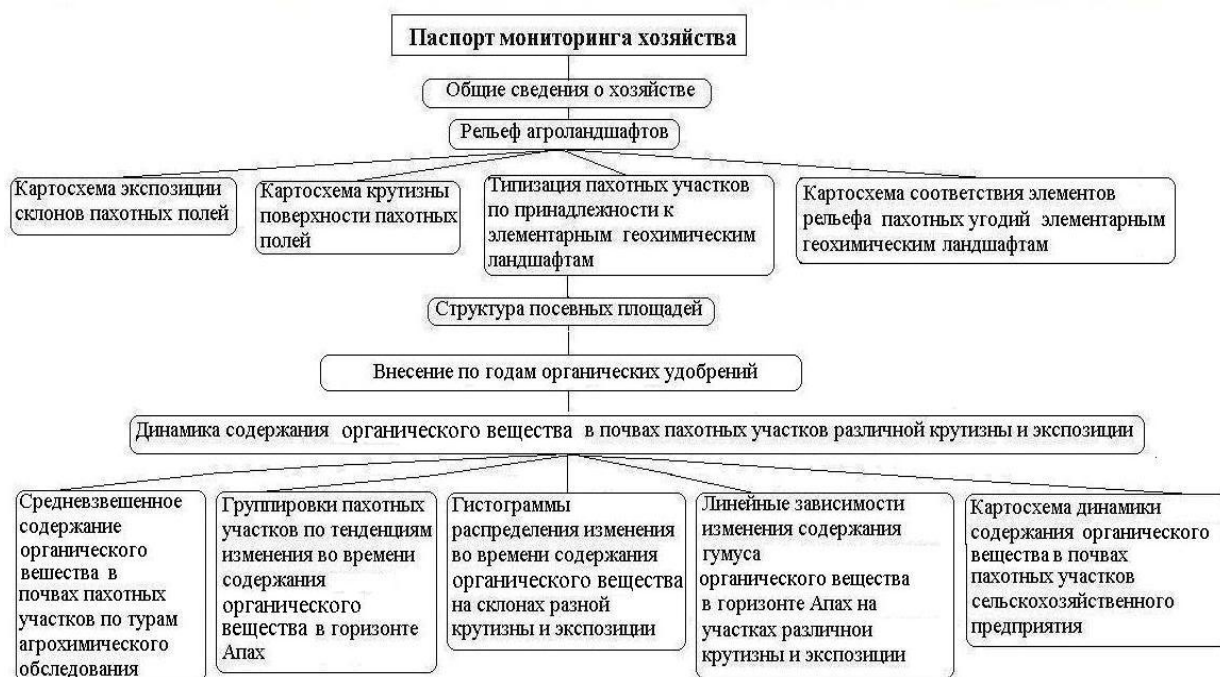 Паспорт мониторинга хозяйства
Общие сведения о хозяйстве
Рельеф агроландшафтов
Картосхема экспозиции
склонов пахотных полей
Картосхема крутизны
поверхности пахотных
полей
Типизация пахотных участков
по принадлежности к
элементарным геохимическим
ландшафтам
Картосхема соответствия элементов
рельефа пахотных угодий элементарным
геохимическим ландшафтам
Структура посевных площадей
Внесение по годам органических удобрений
Динамика содержания органического вещества в почвах пахотных участков различной крутизны и экспозиции
Средневзвешенное
содержание
органического
вешества в
почвах пахотных
участков по турам
агрохимического
обследования
Группировки пахотных
участков по тенденциям
изменения во времени
содержания
органического
вещества в горизонте
Апах
Гистограммы
распределения изменения
во времени содержания
органического вещества
на склонах разной
крутизны и экспозиции
Линейные зависимости
изменения содержания
гумуса
органического вещества
в горизонте Апах на
участках различнои
крутизны и экспозиции
Картосхема динамики
содержания органического
вещества в почвах
пахотных участков
сельскохозяйственного
предприятия